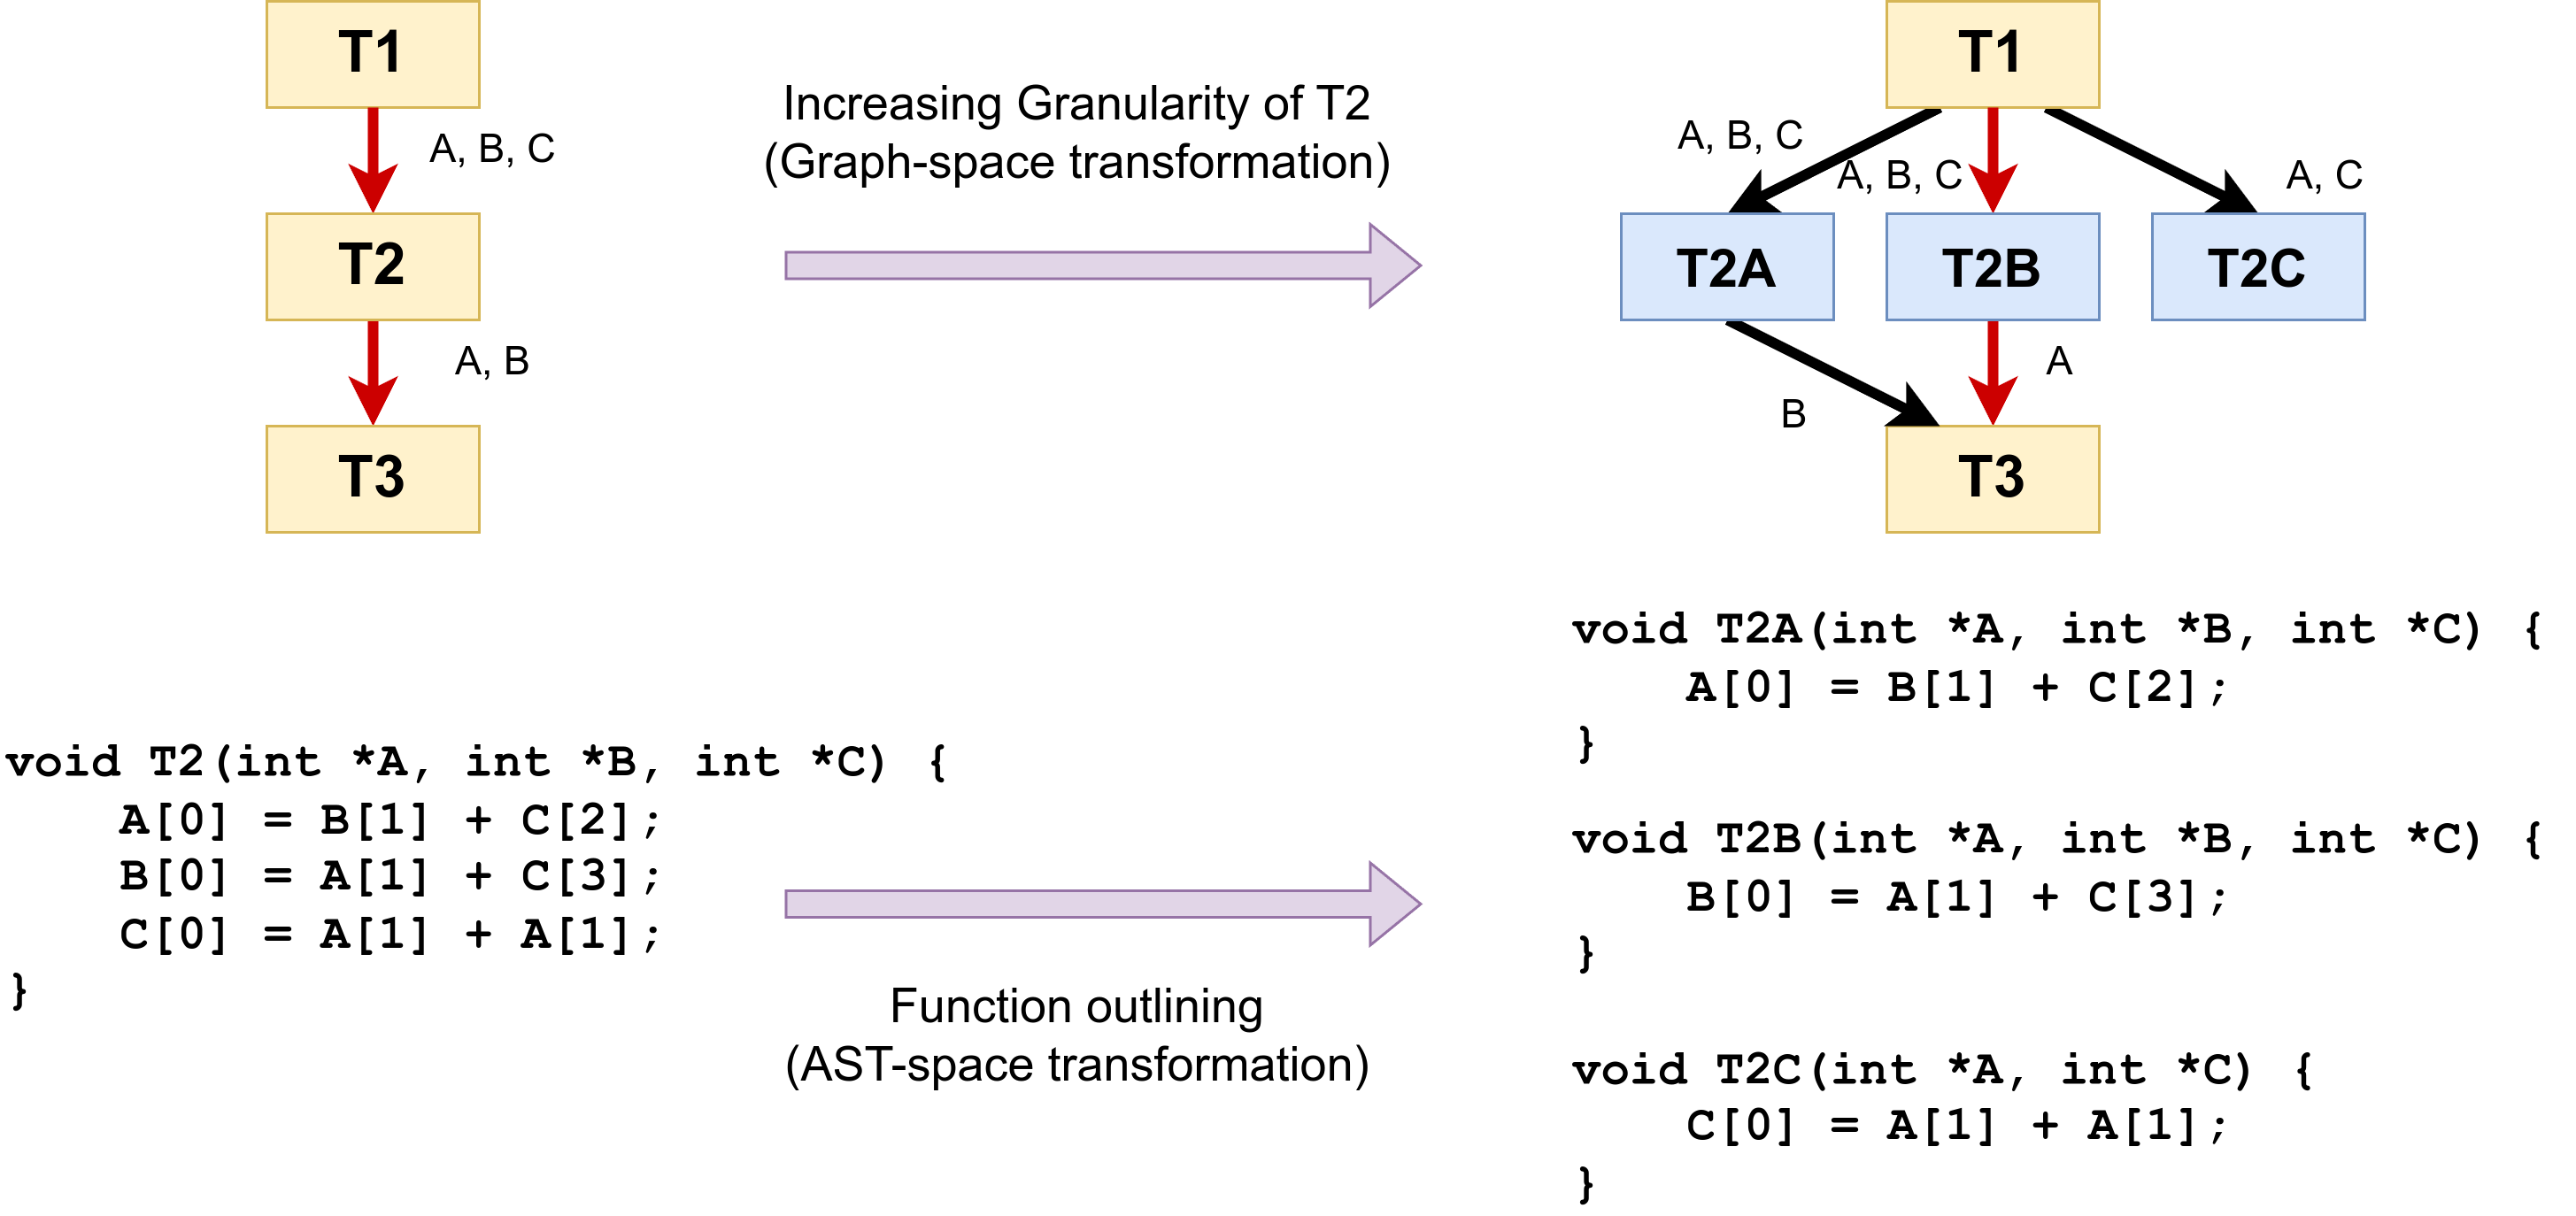 T1
A, B, C
T2
A, B
T3
Increasing Granularity of T2
(Graph-space transformation)
T1
A, B, C
A, B, C
A, C
T2A
T2B
T2C
A
B
T3
void T2(int *A, int *B, int *C) {
A[0] = B[1] + C[2];
B[0] = A[1] + C[3];
C[0] = A[1] + A[1];
}
Function outlining
(AST-space transformation)
void T2A(int *A, int *B, int *C) {
A[0] = B[1] + C[2];
}
void T2B(int *A, int *B, int *C) {
B[0] = A[1] + C[3];
}
void T2C(int *A, int *C) {
C[0] = A[1] + A[1];
}